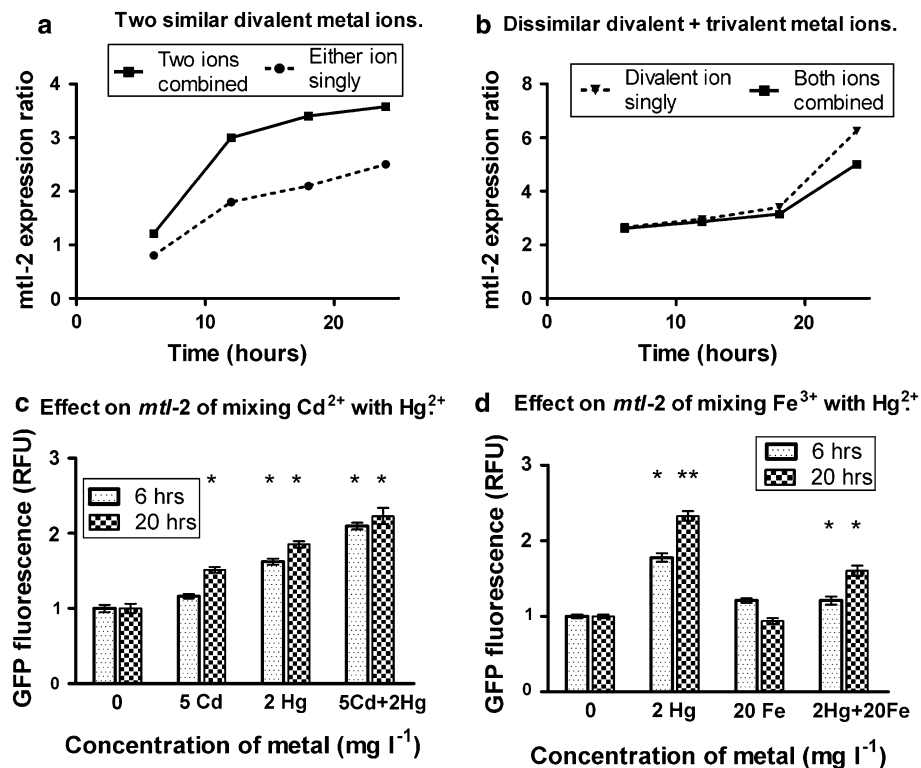 a Two similar divalent metal ions.
Two ions combined
Either ion singly
mtl-2 expression ratio
4
3
2
1
0
0 10 20
Time (hours)
b Dissimilar divalent + trivalent metal ions.
Divalent ion singly
Both ions combined
mtl-2 expression ratio
8
6
4
2
0
0 10 20
Time (hours)
c Effect on mtl-2 of mixing Cd²⁺ with Hg²⁺.
6 hrs
20 hrs
* * * * *
GFP fluorescence (RFU)
3
2
1
0
0 5 Cd 2 Hg 5Cd+2Hg
Concentration of metal (mg l⁻¹)
d Effect on mtl-2 of mixing Fe³⁺ with Hg²⁺.
6 hrs
20 hrs
* ** * *
GFP fluorescence (RFU)
3
2
1
0
0 2 Hg 20 Fe 2Hg+20Fe
Concentration of metal (mg l⁻¹)